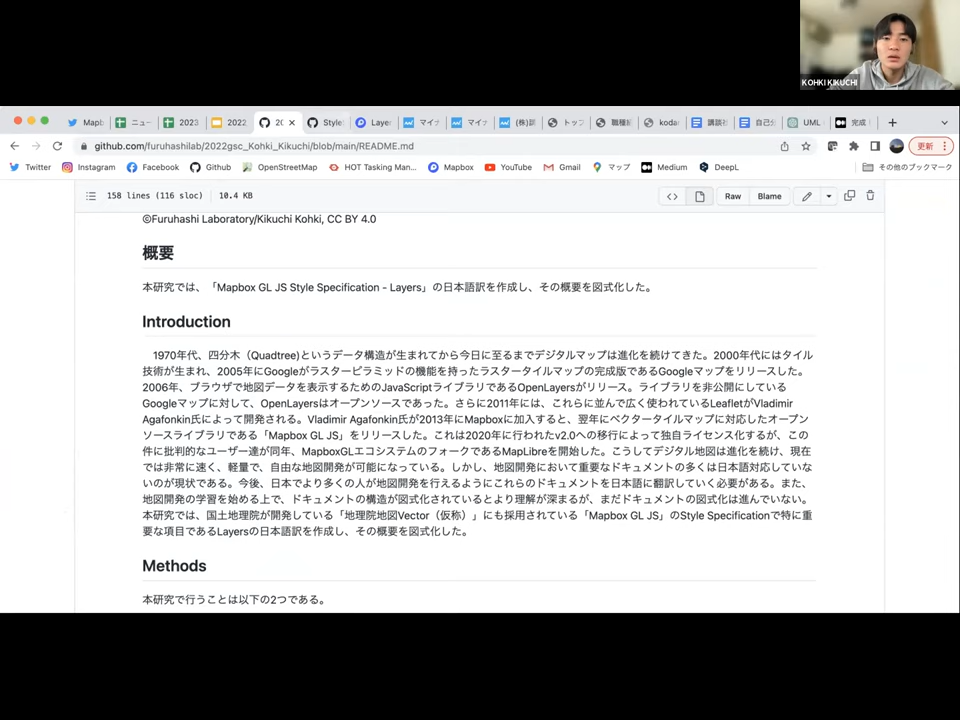 KOHKI KIKUCHI
Mapb
ニュー
2023
2022
20
Style
Layer
マイナ
マイナ
(株)訪
トップ
職種紹
koda
講談社
自己分
UML
完成
github.com/furuhashilab/2022gsc_Kohki_Kikuchi/blob/main/README.md
更新
Twitter
Instagram
Facebook
Github
OpenStreetMap
HOT Tasking Man...
Mapbox
YouTube
Gmail
マップ
Medium
DeepL
その他のブックマーク
158 lines (116 sloc)
10.4 KB
Raw
Blame
©Furuhashi Laboratory/Kikuchi Kohki, CC BY 4.0
概要
本研究では、「Mapbox GL JS Style Specification - Layers」の日本語訳を作成し、その概要を図式化した。
Introduction
1970年代、四分木（Quadtree)というデータ構造が生まれてから今日に至るまでデジタルマップは進化を続けてきた。2000年代にはタイル
技術が生まれ、2005年にGoogleがラスターピラミッドの機能を持ったラスタータイルマップの完成版であるGoogleマップをリリースした。
2006年、ブラウザで地図データを表示するためのJavaScriptライブラリであるOpenLayersがリリース。ライブラリを非公開にしている
Googleマップに対して、OpenLayersはオープンソースであった。さらに2011年には、これらに並んで広く使われているLeafletがVladimir
Agafonkin氏によって開発される。Vladimir Agafonkin氏が2013年にMapboxに加入すると、翌年にベクタータイルマップに対応したオープン
ソースライブラリである「Mapbox GL JS」をリリースした。これは2020年に行われたv2.0への移行によって独自ライセンス化するが、この
件に批判的なユーザー達が同年、MapboxGLエコシステムのフォークであるMapLibreを開始した。こうしてデジタル地図は進化を続け、現在
では非常に速く、軽量で、自由な地図開発が可能になっている。しかし、地図開発において重要なドキュメントの多くは日本語対応していな
いのが現状である。今後、日本でより多くの人が地図開発を行えるようにこれらのドキュメントを日本語に翻訳していく必要がある。また、
地図開発の学習を始める上で、ドキュメントの構造が図式化されているとより理解が深まるが、まだドキュメントの図式化は進んでいない。
本研究では、国土地理院が開発している「地理院地図Vector（仮称）」にも採用されている「Mapbox GL JS」のStyle Specificationで特に重
要な項目であるLayersの日本語訳を作成し、その概要を図式化した。
Methods
本研究で行うことは以下の2つである。